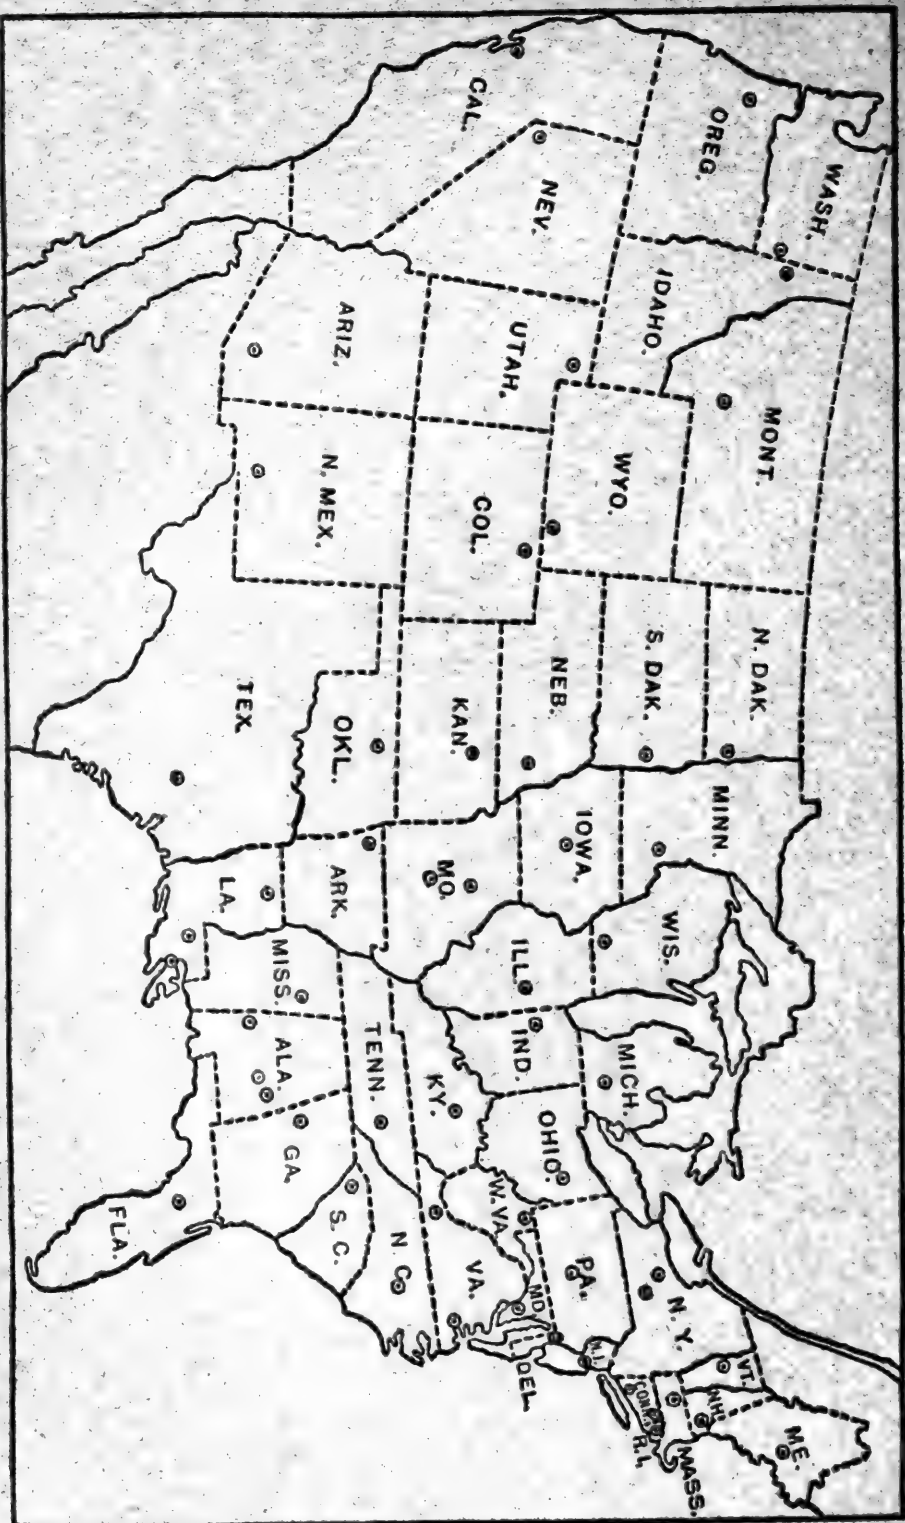 WASH.
OREG.
CAL.
NEV.
IDAHO.
MONT.
WYO.
UTAH.
ARIZ.
COL.
N. MEX.
N. DAK.
S. DAK.
NEB.
KAN.
OKL.
TEX.
MINN.
IOWA.
MO.
ARK.
LA.
WIS.
ILL.
MICH.
IND.
OHIO.
KY.
TENN.
MISS.
ALA.
GA.
FLA.
S. C.
N. C.
VA.
W. VA.
MD.
DEL.
PA.
N. J.
N. Y.
CONN.
R. I.
MASS.
VT.
N.H.
ME.